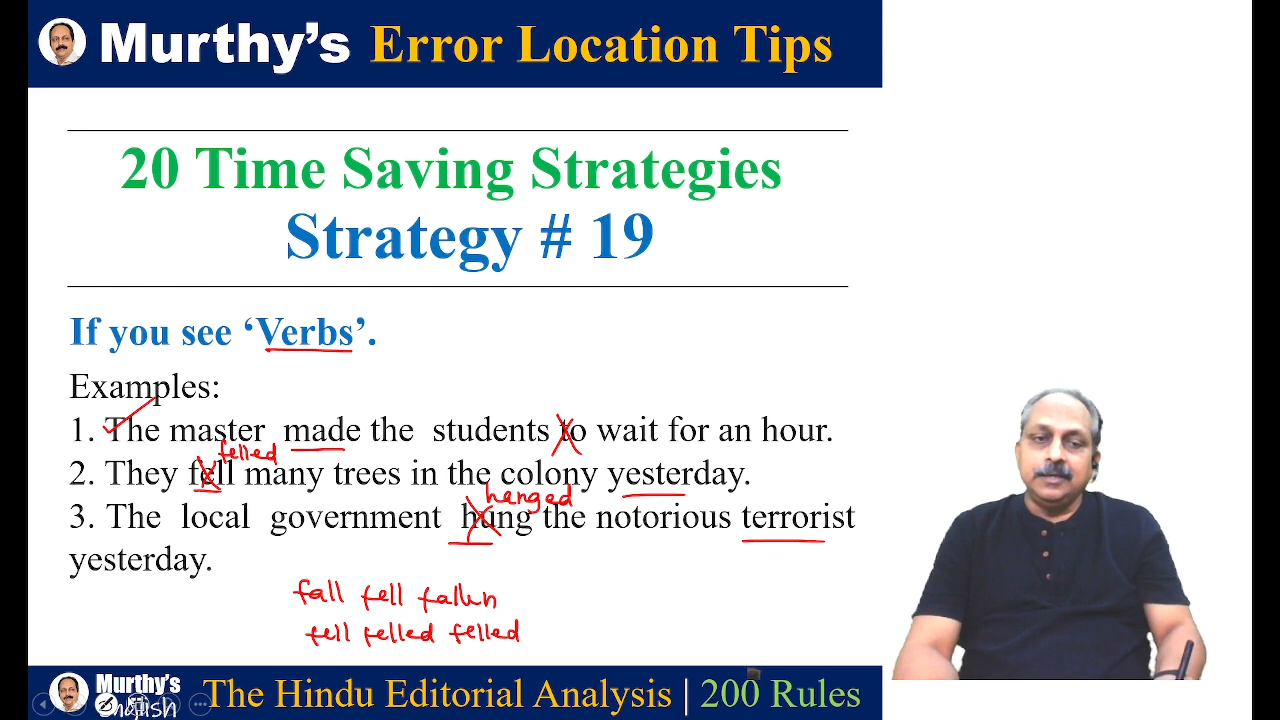 Murthy's Error Location Tips
20 Time Saving Strategies
Strategy # 19
If you see ‘Verbs’.
Examples:
1. The master made the students to wait for an hour.
felled
2. They fell many trees in the colony yesterday.
hanged
3. The local government hung the notorious terrorist
yesterday.
fall fell fallen
fell felled felled
Murthy's
English
The Hindu Editorial Analysis | 200 Rules